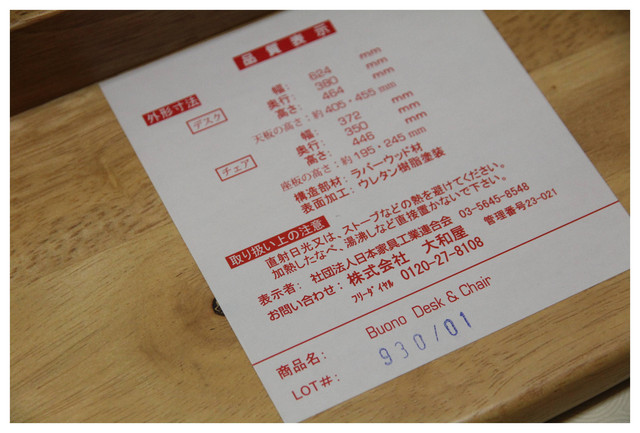 品質表示
外形寸法
デスク
幅: 624 mm
奥行: 380 mm
高さ: 464 mm
天板の高さ:約405・455mm
チェア
幅: 372 mm
奥行: 350 mm
高さ: 446 mm
座板の高さ:約195・245mm
構造部材:ラバーウッド材
表面加工:ウレタン樹脂塗装
取り扱い上の注意
直射日光又は、ストーブなどの熱を避けてください。
加熱したなべ、湯沸しなど直接置かないで下さい。
表示者: 社団法人日本家具工業連合会 03-5645-8548
管理番号23-021
お問い合わせ: 株式会社 大和屋
フリーダイヤル 0120-27-8108
商品名: Buono Desk & Chair
LOT#: 930/01